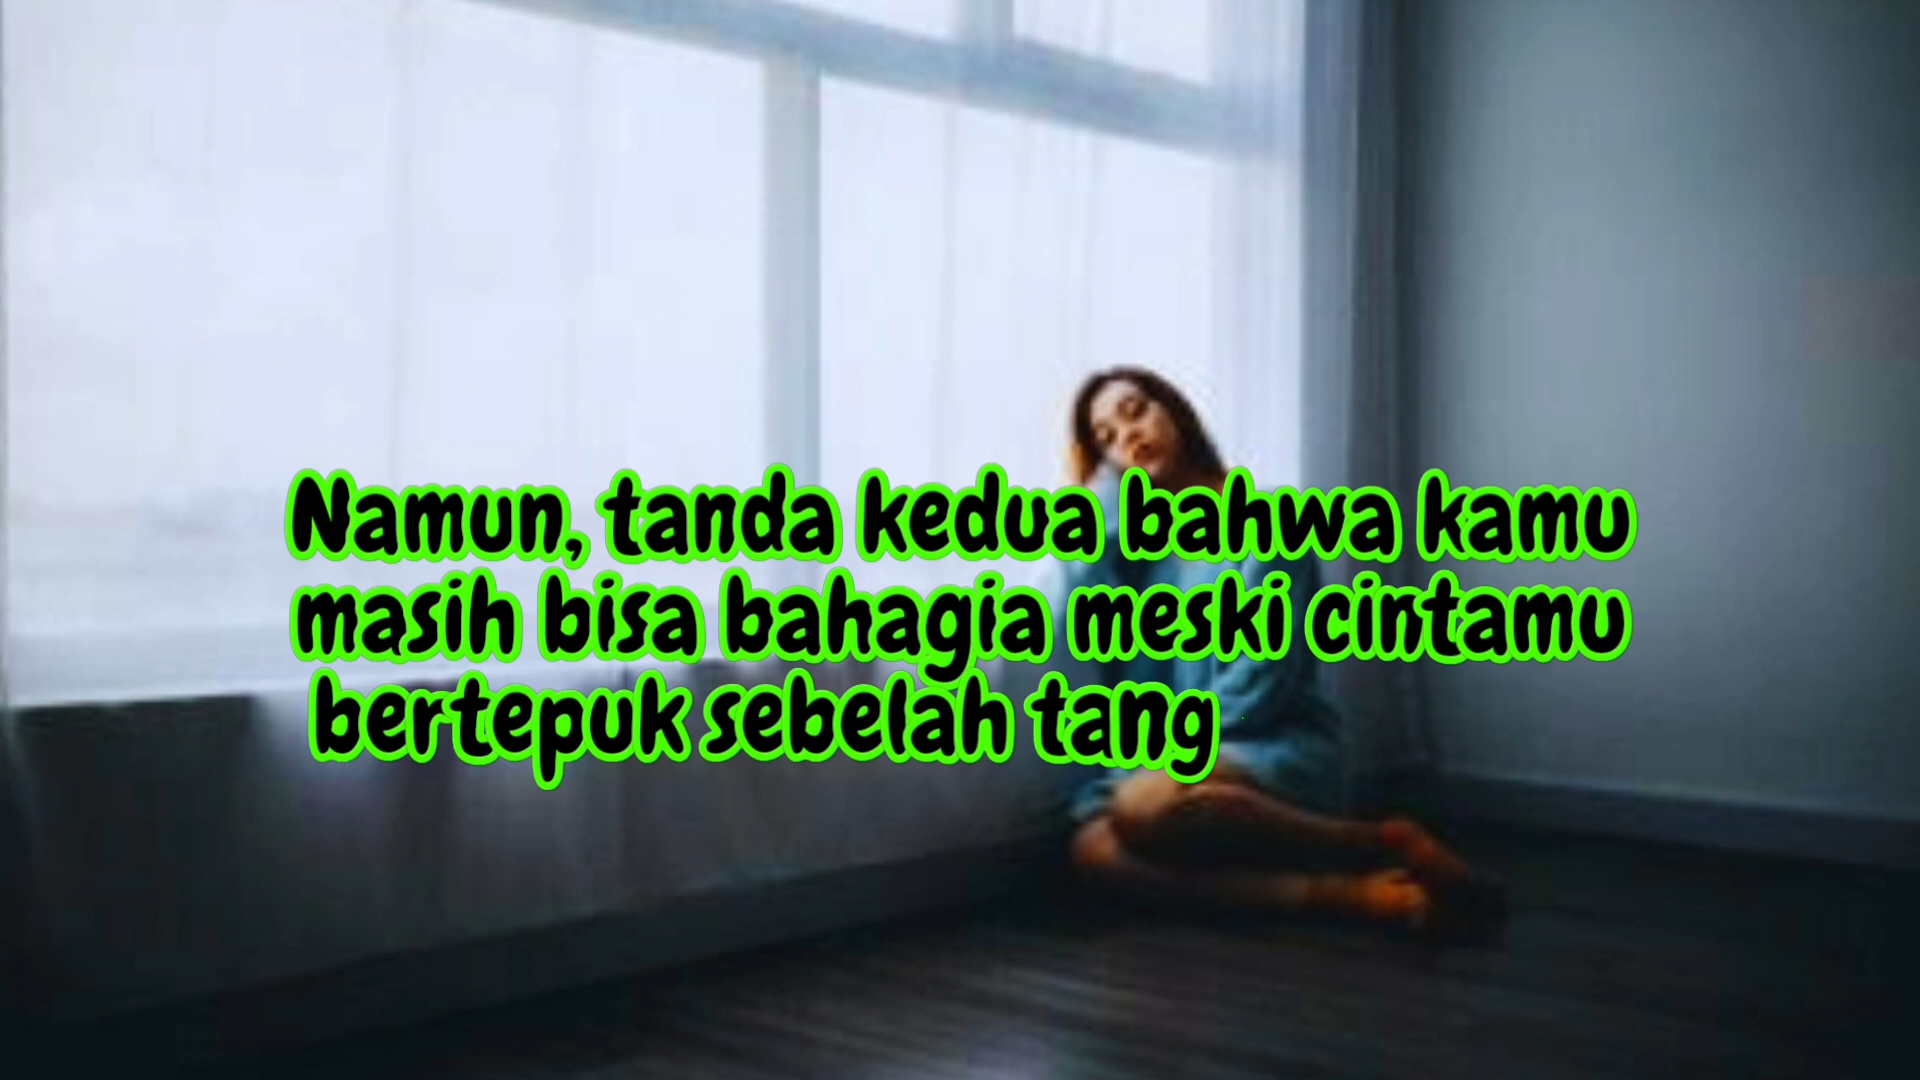 Namun, tanda kedua bahwa kamu
masih bisa bahagia meski cintamu
bertepuk sebelah tang